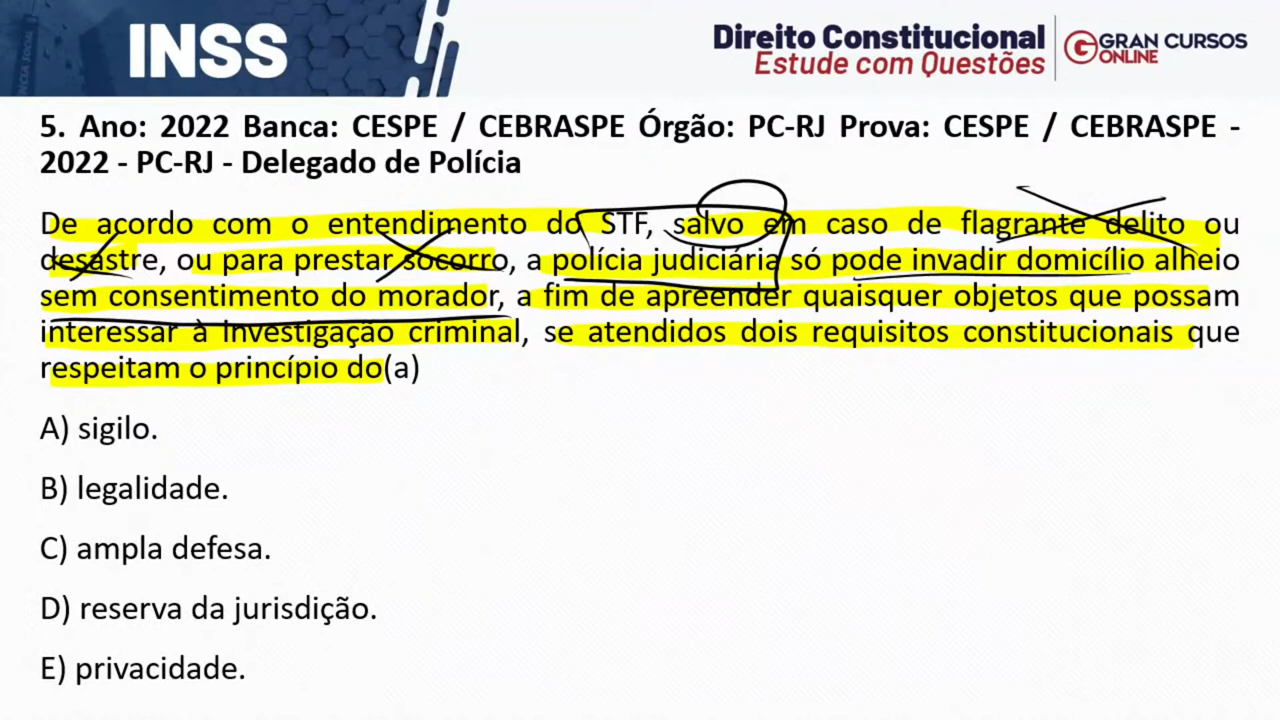 INSS
Direito Constitucional
Estude com Questões
GRAN CURSOS
ONLINE
5. Ano: 2022 Banca: CESPE / CEBRASPE Órgão: PC-RJ Prova: CESPE / CEBRASPE -
2022 - PC-RJ - Delegado de Polícia
De acordo com o entendimento do STF, salvo em caso de flagrante delito ou
desastre, ou para prestar socorro, a polícia judiciária só pode invadir domicílio alheio
sem consentimento do morador, a fim de apreender quaisquer objetos que possam
interessar à investigação criminal, se atendidos dois requisitos constitucionais que
respeitam o princípio do(a)
A) sigilo.
B) legalidade.
C) ampla defesa.
D) reserva da jurisdição.
E) privacidade.